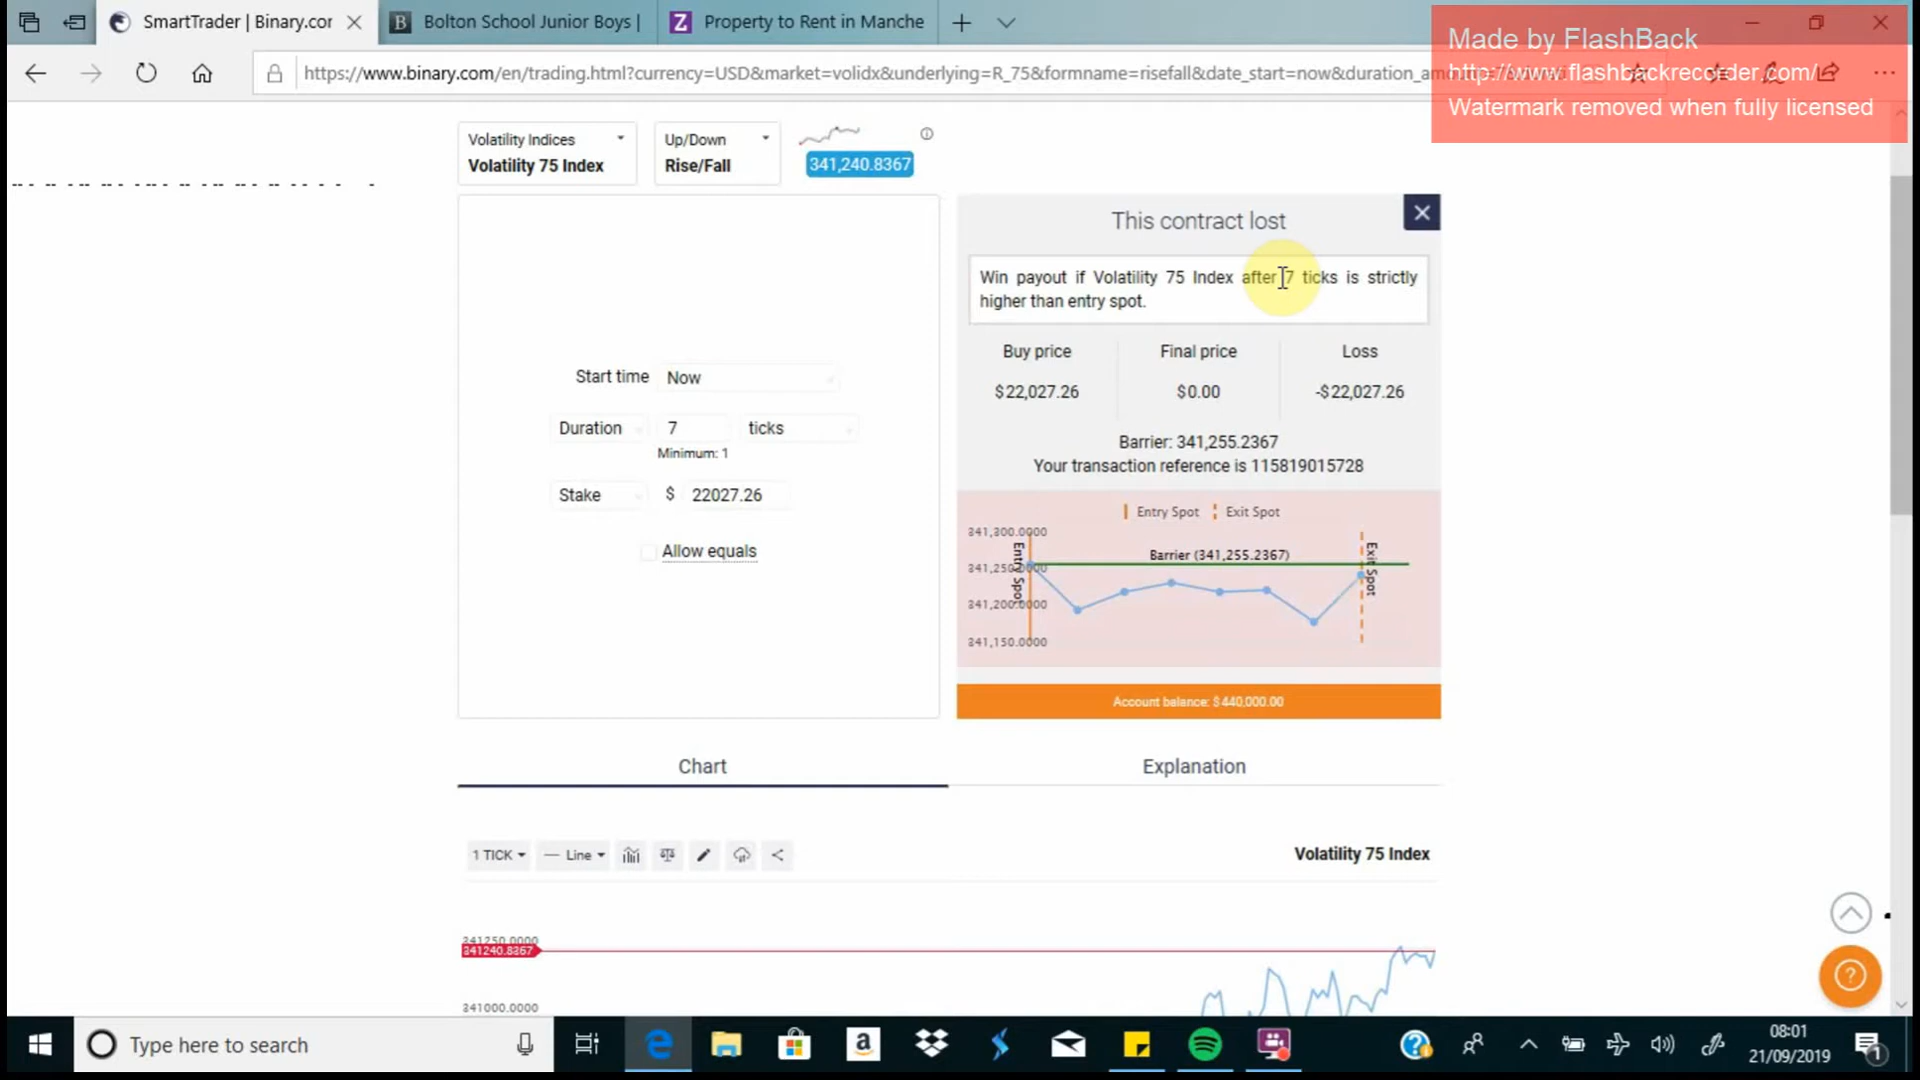 SmartTrader | Binary.cor
Bolton School Junior Boys |
Property to Rent in Manche
Made by FlashBack
http://www.flashbackrecorder.com/
Watermark removed when fully licensed
https://www.binary.com/en/trading.html?currency=USD&market=volidx&underlying=R_75&formname=risefall&date_start=now&duration_am
Volatility Indices
Volatility 75 Index
Up/Down
Rise/Fall
341,240.8367
This contract lost
Win payout if Volatility 75 Index after 7 ticks is strictly
higher than entry spot.
Buy price
Final price
Loss
$22,027.26
$0.00
-$22,027.26
Barrier: 341,255.2367
Your transaction reference is 115819015728
Start time
Now
Duration
7
ticks
Minimum: 1
Stake
$
22027.26
Allow equals
Entry Spot
Exit Spot
341,300.0000
Barrier (341,255.2367)
341,250.0000
341,200.0000
341,150.0000
Entry Spot
Exit Spot
Account balance: $440,000.00
Chart
Explanation
1 TICK
Line
Volatility 75 Index
341250.0000
341240.8367
341000.0000
Type here to search
08:01
21/09/2019
1